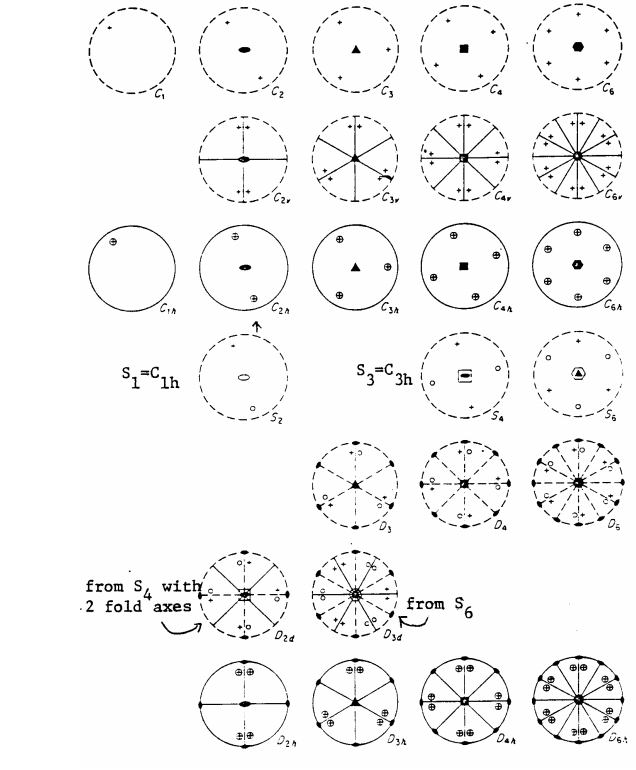 C1 C2 C3 C4 C6
C2v C3v C4v C6v
C1h C2h C3h C4h C6h
S1=C1h S2 S3=C3h S4 S6
D3 D4 D6
from S4 with
2 fold axes
D2d D3d
from S6
D2h D3h D4h D6h